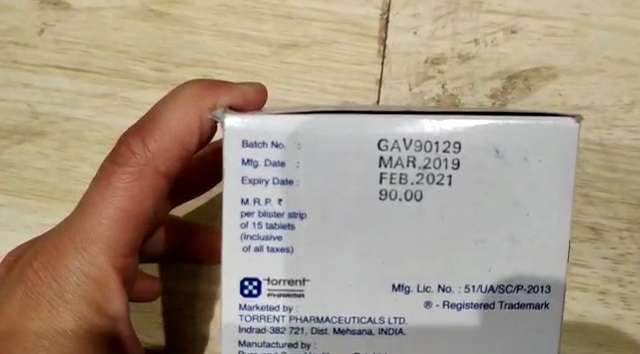 Batch No. : GAV90129
Mfg. Date : MAR.2019
Expiry Date : FEB.2021
M.R.P. ₹ 90.00
per blister strip
of 15 tablets
(Inclusive
of all taxes)
torrent
PHARMA
Mfg. Lic. No. : 51/UA/SC/P-2013
® - Registered Trademark
Marketed by :
TORRENT PHARMACEUTICALS LTD.
Indrad-382 721, Dist. Mehsana, INDIA.
Manufactured by :